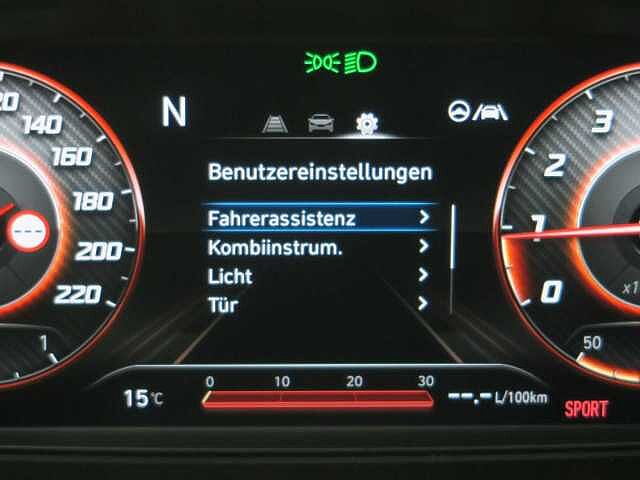 N
Benutzereinstellungen
Fahrerassistenz
Kombiinstrum.
Licht
Tür
140
160
180
200
220
1
3
2
1
0
50
15°C
0 10 20 30
--.- L/100km
SPORT